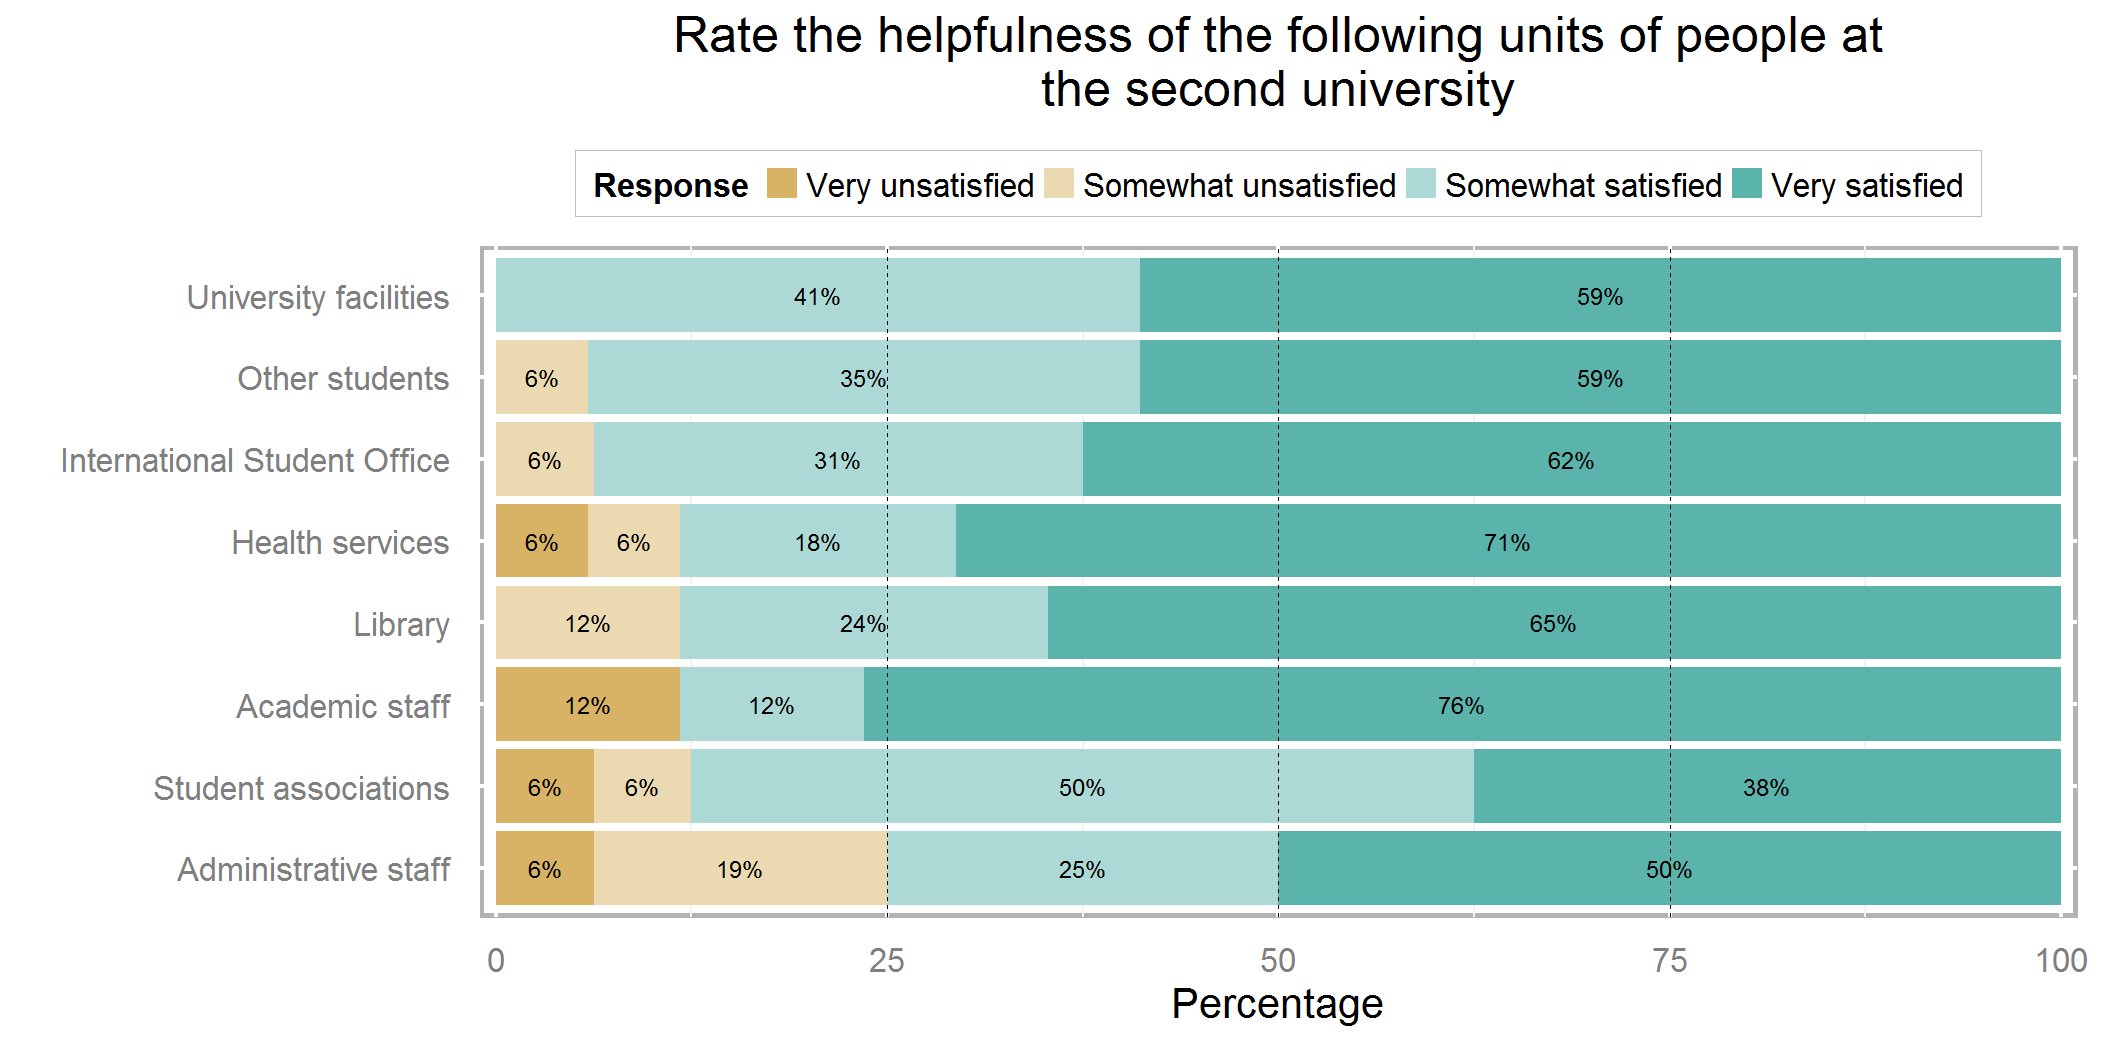 Rate the helpfulness of the following units of people at
the second university
Response Very unsatisfied Somewhat unsatisfied Somewhat satisfied Very satisfied
University facilities 41% 59%
Other students 6% 35% 59%
International Student Office 6% 31% 62%
Health services 6% 6% 18% 71%
Library 12% 24% 65%
Academic staff 12% 12% 76%
Student associations 6% 6% 50% 38%
Administrative staff 6% 19% 25% 50%
0 25 50 75 100
Percentage